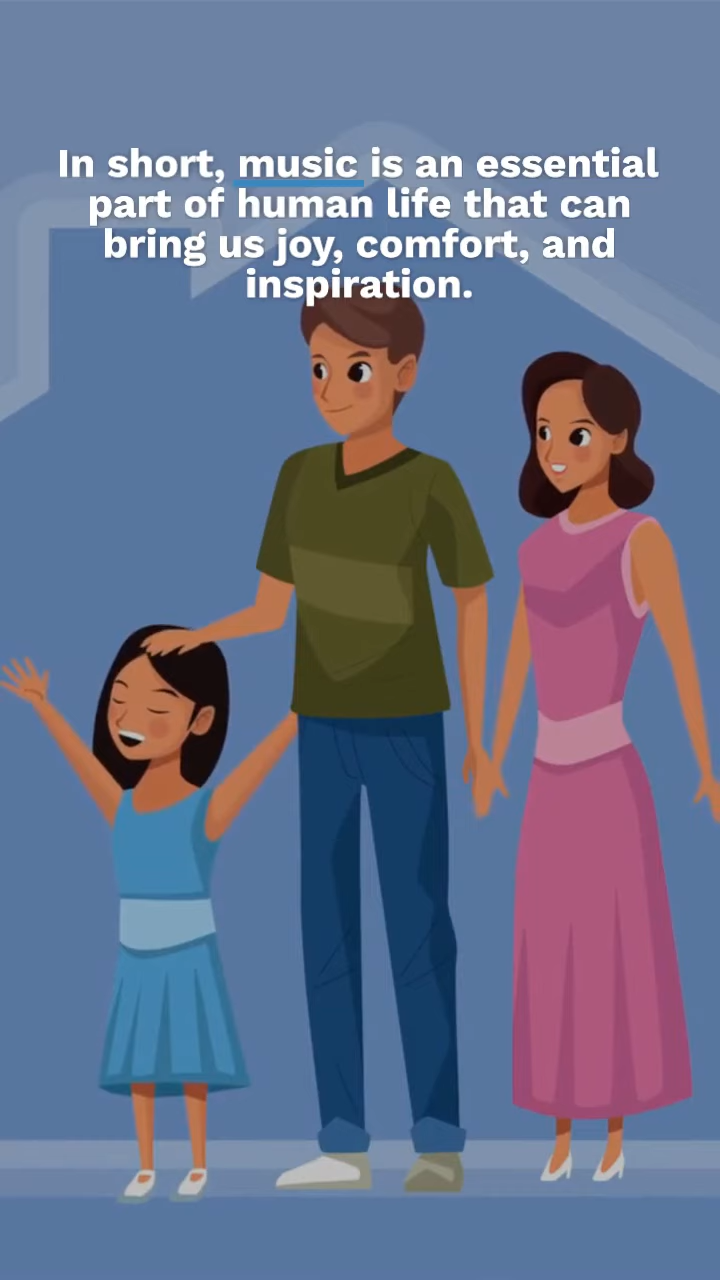 In short, music is an essential
part of human life that can
bring us joy, comfort, and
inspiration.